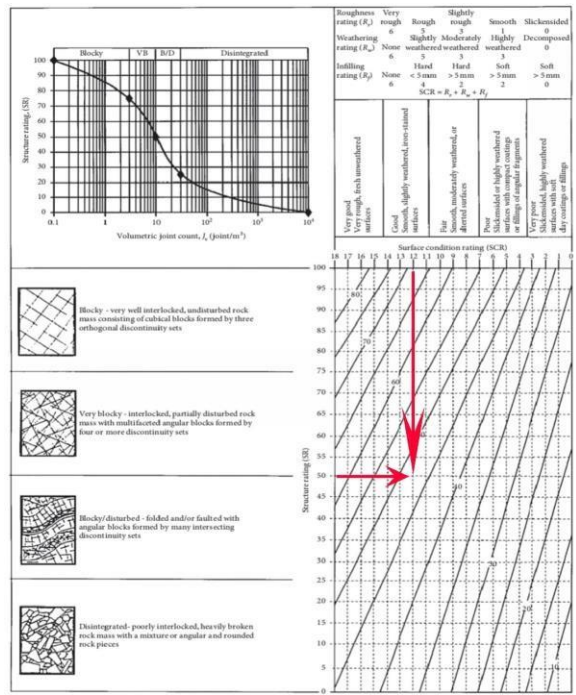 Roughness rating (Rr) Very rough Rough Slightly rough Smooth Slickensided
6 5 3 1 0
Weathering rating (Rw) None Slightly weathered Moderately weathered Highly weathered Decomposed
6 5 3 3 0
Infilling rating (Rf) None Hard < 5 mm Hard > 5 mm Soft > 5 mm Soft > 5 mm
6 4 2 2 0
SCR = Rr + Rw + Rf
Blocky VB B/D Disintegrated
Structure rating, (SR)
100
90
80
70
60
50
40
30
20
10
0
0.1 1 10 10² 10³ 10⁴
Volumetric joint count, Jv (joint/m³)
Very good
Very rough, fresh unweathered
surfaces
Good
Smooth, slightly weathered, iron-stained
surfaces
Fair
Smooth, moderately weathered, or
alterted surfaces
Poor
Slickensided or highly weathered
surfaces with compact coatings
or fillings of angular fragments
Very poor
Slickensided, highly weathered
surfaces with soft
clay coatings or fillings
Surface condition rating (SCR)
18 17 16 15 14 13 12 11 10 9 8 7 6 5 4 3 2 1 0
Blocky - very well interlocked, undisturbed rock
mass consisting of cubical blocks formed by three
orthogonal discontinuity sets
Very blocky - interlocked, partially disturbed rock
mass with multifaceted angular blocks formed by
four or more discontinuity sets
Blocky/disturbed - folded and/or faulted with
angular blocks formed by many intersecting
discontinuity sets
Disintegrated - poorly interlocked, heavily broken
rock mass with a mixture or angular and rounded
rock pieces
Structure rating (SR)
100
95
90
85
80
75
70
65
60
55
50
45
40
35
30
25
20
15
10
5
0
80
70
60
40
30
20
10